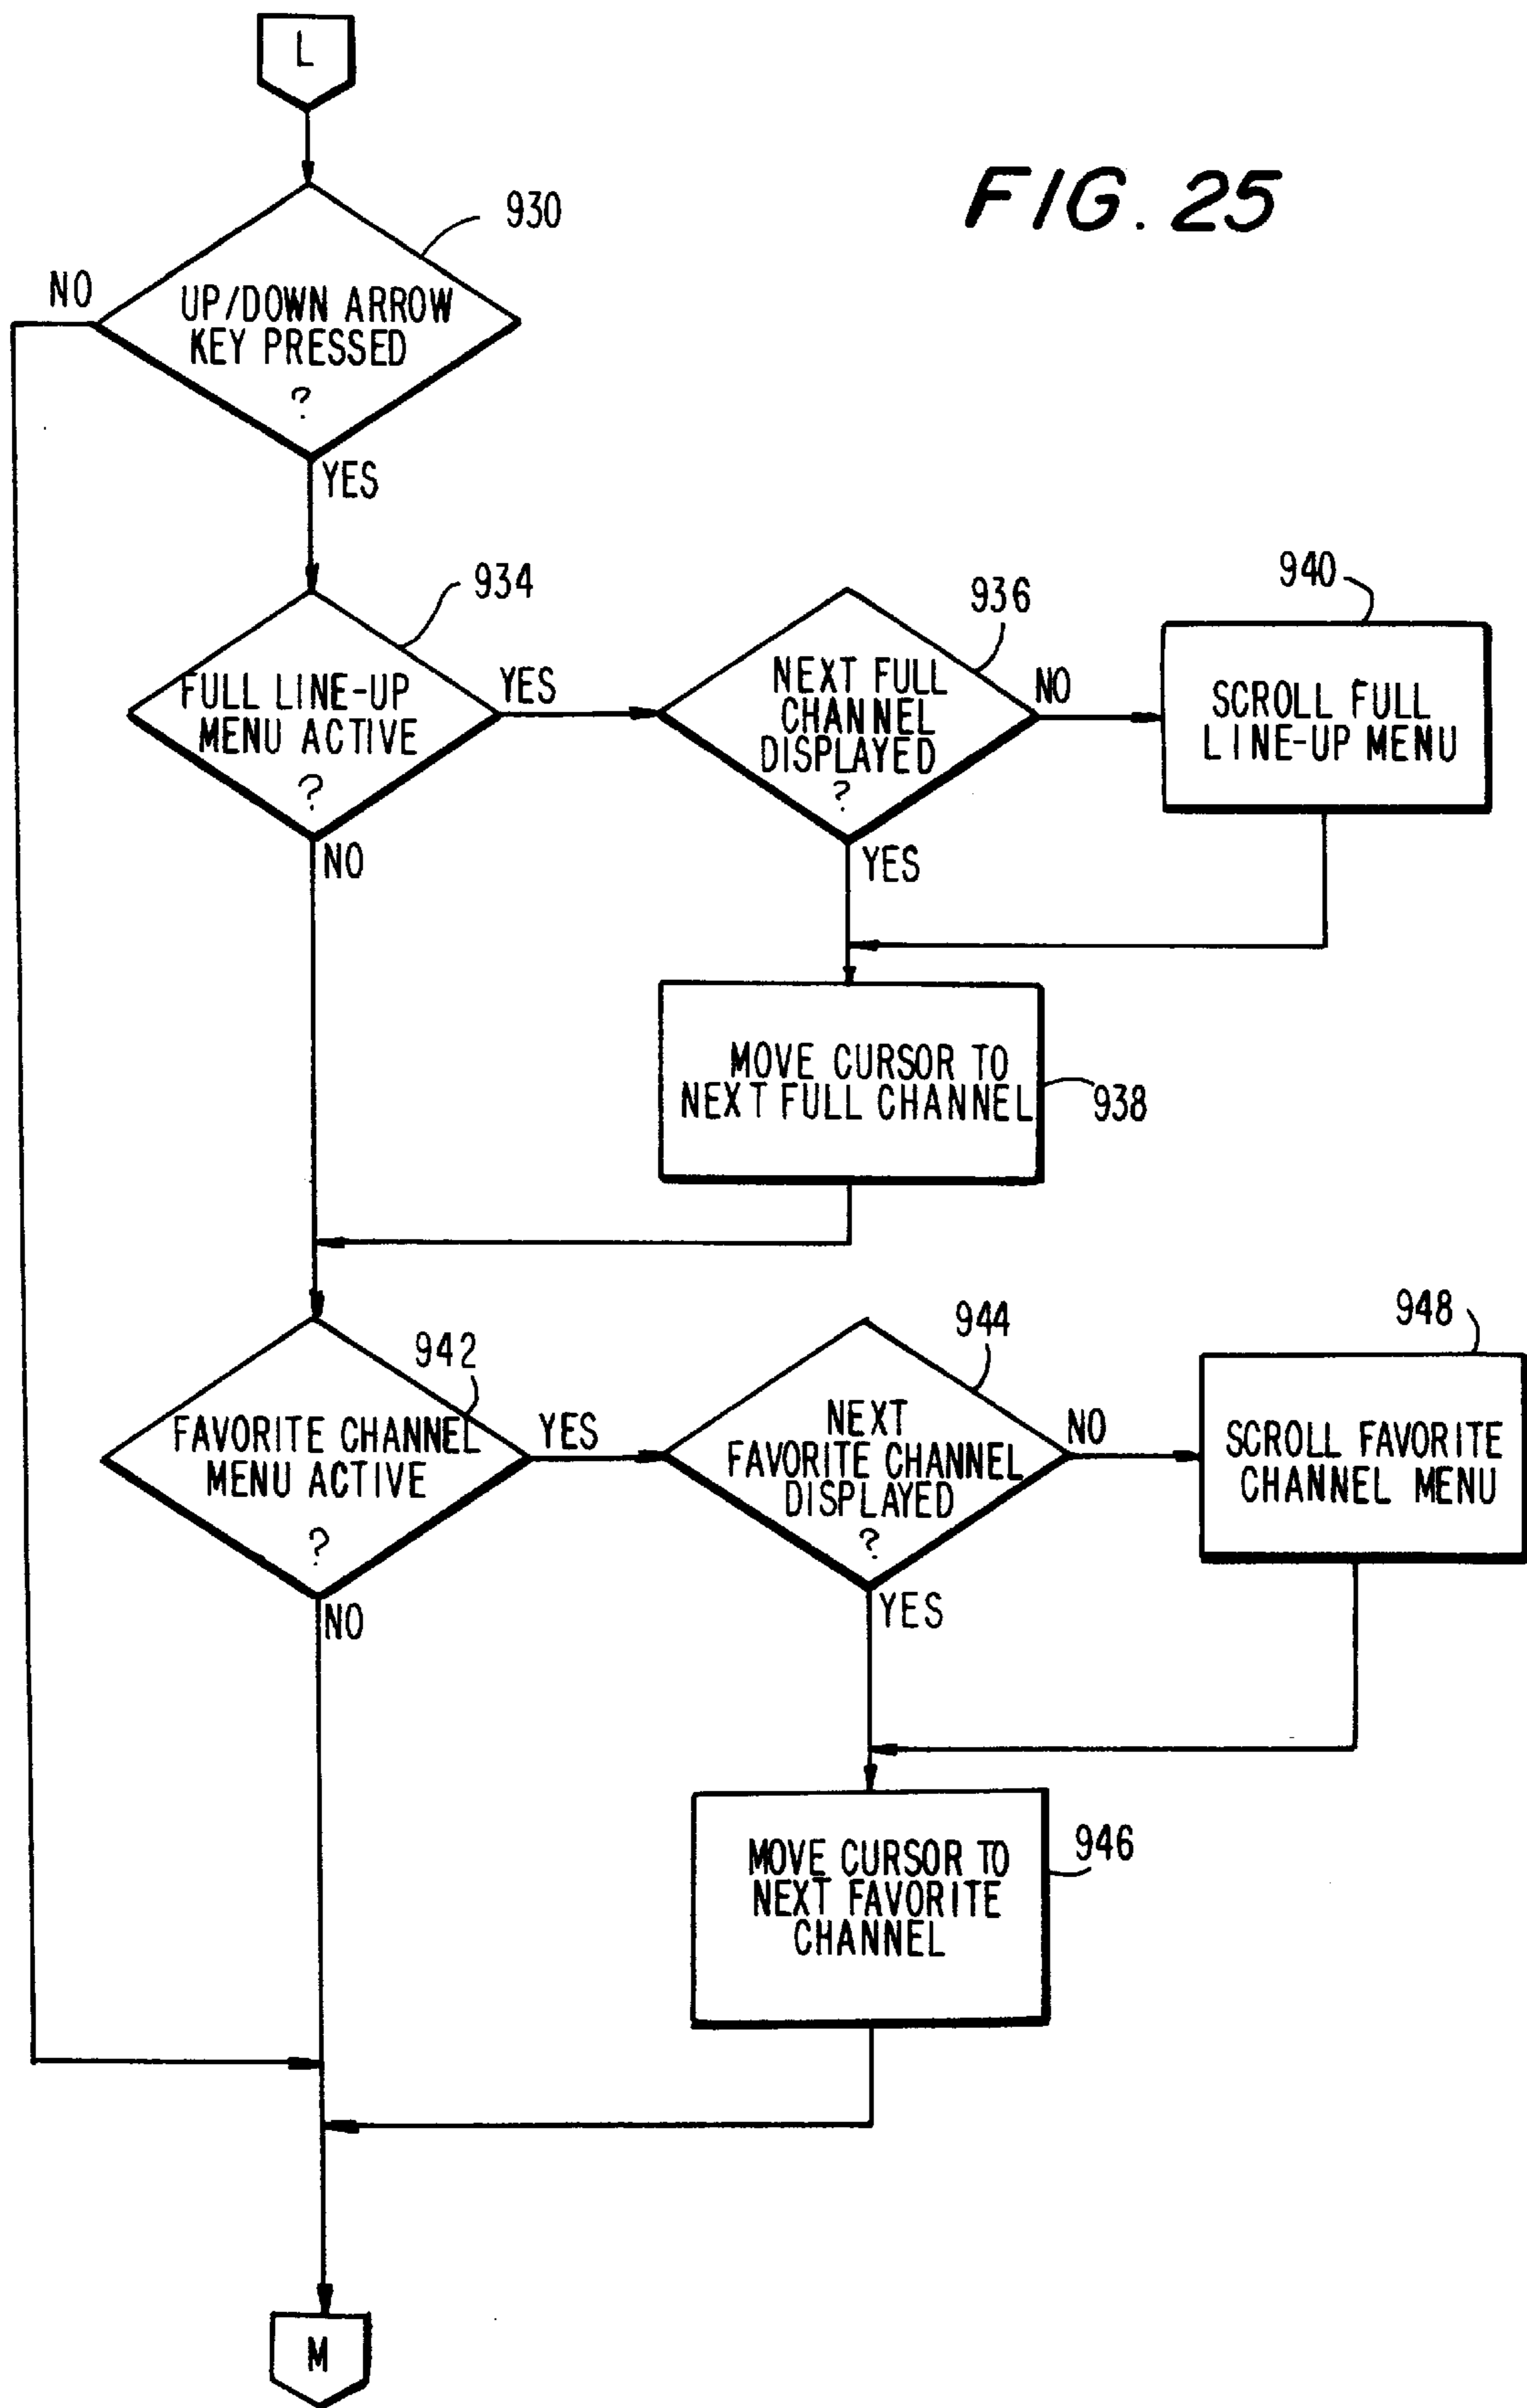 L
FIG. 25
930
NO
UP/DOWN ARROW
KEY PRESSED
?
YES
934
FULL LINE-UP
MENU ACTIVE
?
YES
NO
936
NEXT FULL
CHANNEL
DISPLAYED
?
NO
YES
940
SCROLL FULL
LINE-UP MENU
MOVE CURSOR TO
NEXT FULL CHANNEL
938
942
FAVORITE CHANNEL
MENU ACTIVE
?
YES
NO
944
NEXT
FAVORITE CHANNEL
DISPLAYED
?
NO
YES
948
SCROLL FAVORITE
CHANNEL MENU
MOVE CURSOR TO
NEXT FAVORITE
CHANNEL
946
M